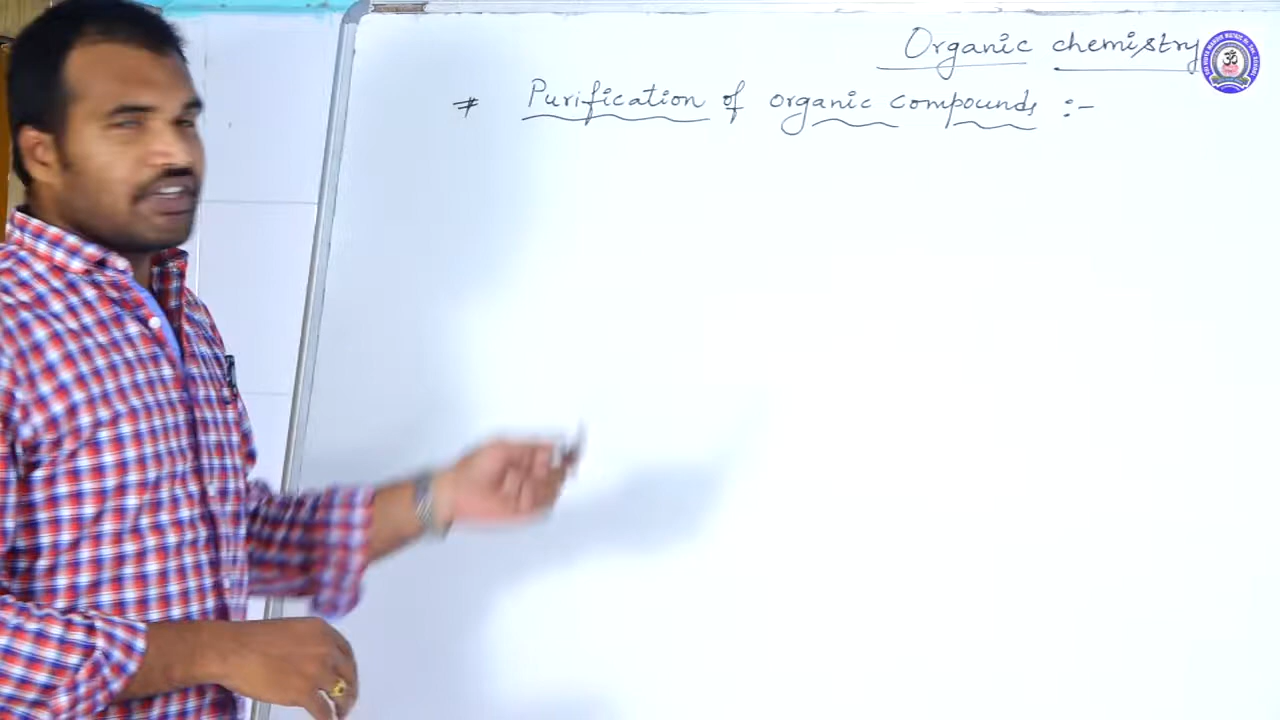 Organic chemistry
* Purification of organic compounds :-